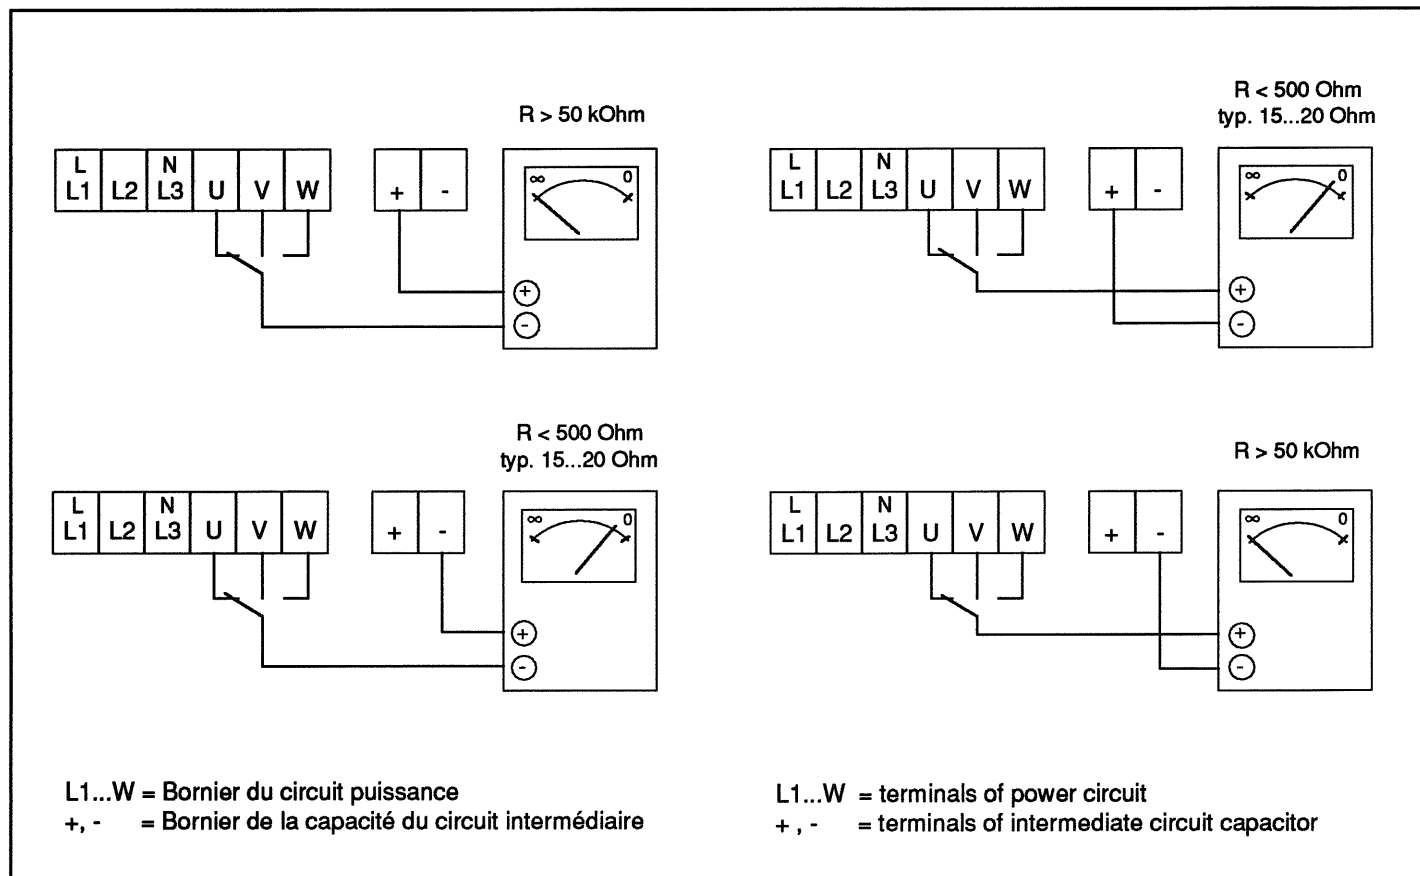 R > 50 kOhm
L N
L1 L2 L3 U V W + -
∞ 0
+
-
R < 500 Ohm
typ. 15...20 Ohm
L N
L1 L2 L3 U V W + -
∞ 0
+
-
R < 500 Ohm
typ. 15...20 Ohm
L N
L1 L2 L3 U V W + -
∞ 0
+
-
R > 50 kOhm
L N
L1 L2 L3 U V W + -
∞ 0
+
-
L1...W = Bornier du circuit puissance
+, - = Bornier de la capacité du circuit intermédiaire
L1...W = terminals of power circuit
+ , - = terminals of intermediate circuit capacitor